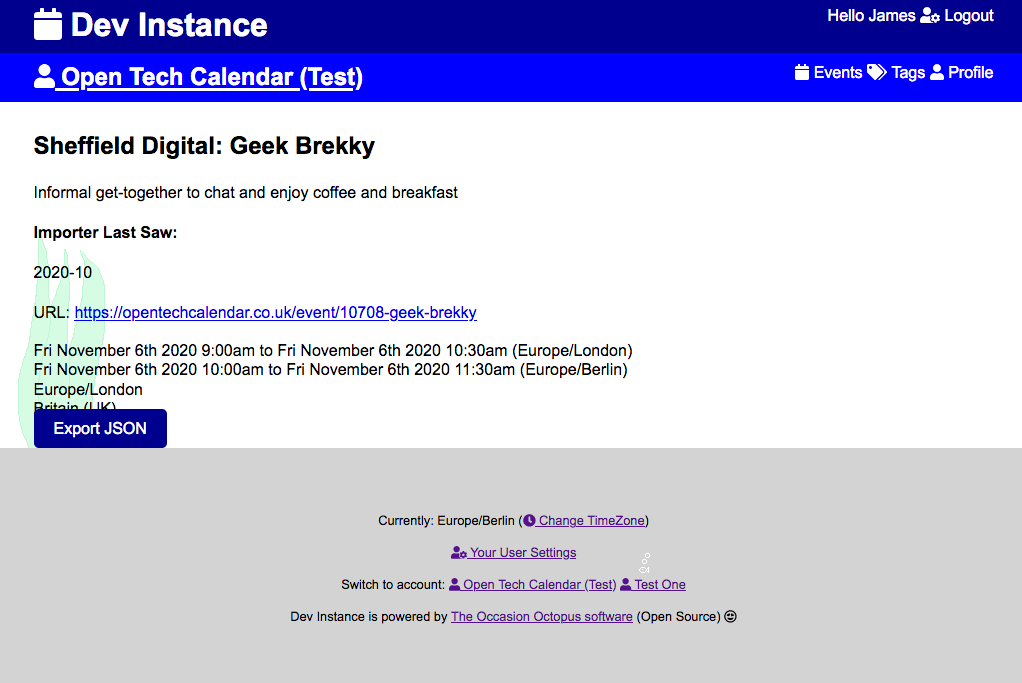 Dev Instance
Hello James Logout
Open Tech Calendar (Test)
Events Tags Profile
Sheffield Digital: Geek Brekky
Informal get-together to chat and enjoy coffee and breakfast
Importer Last Saw:
2020-10
URL: https://opentechcalendar.co.uk/event/10708-geek-brekky
Fri November 6th 2020 9:00am to Fri November 6th 2020 10:30am (Europe/London)
Fri November 6th 2020 10:00am to Fri November 6th 2020 11:30am (Europe/Berlin)
Europe/London
Britain (UK)
Export JSON
Currently: Europe/Berlin ( Change TimeZone)
Your User Settings
Switch to account: Open Tech Calendar (Test) Test One
Dev Instance is powered by The Occasion Octopus software (Open Source)